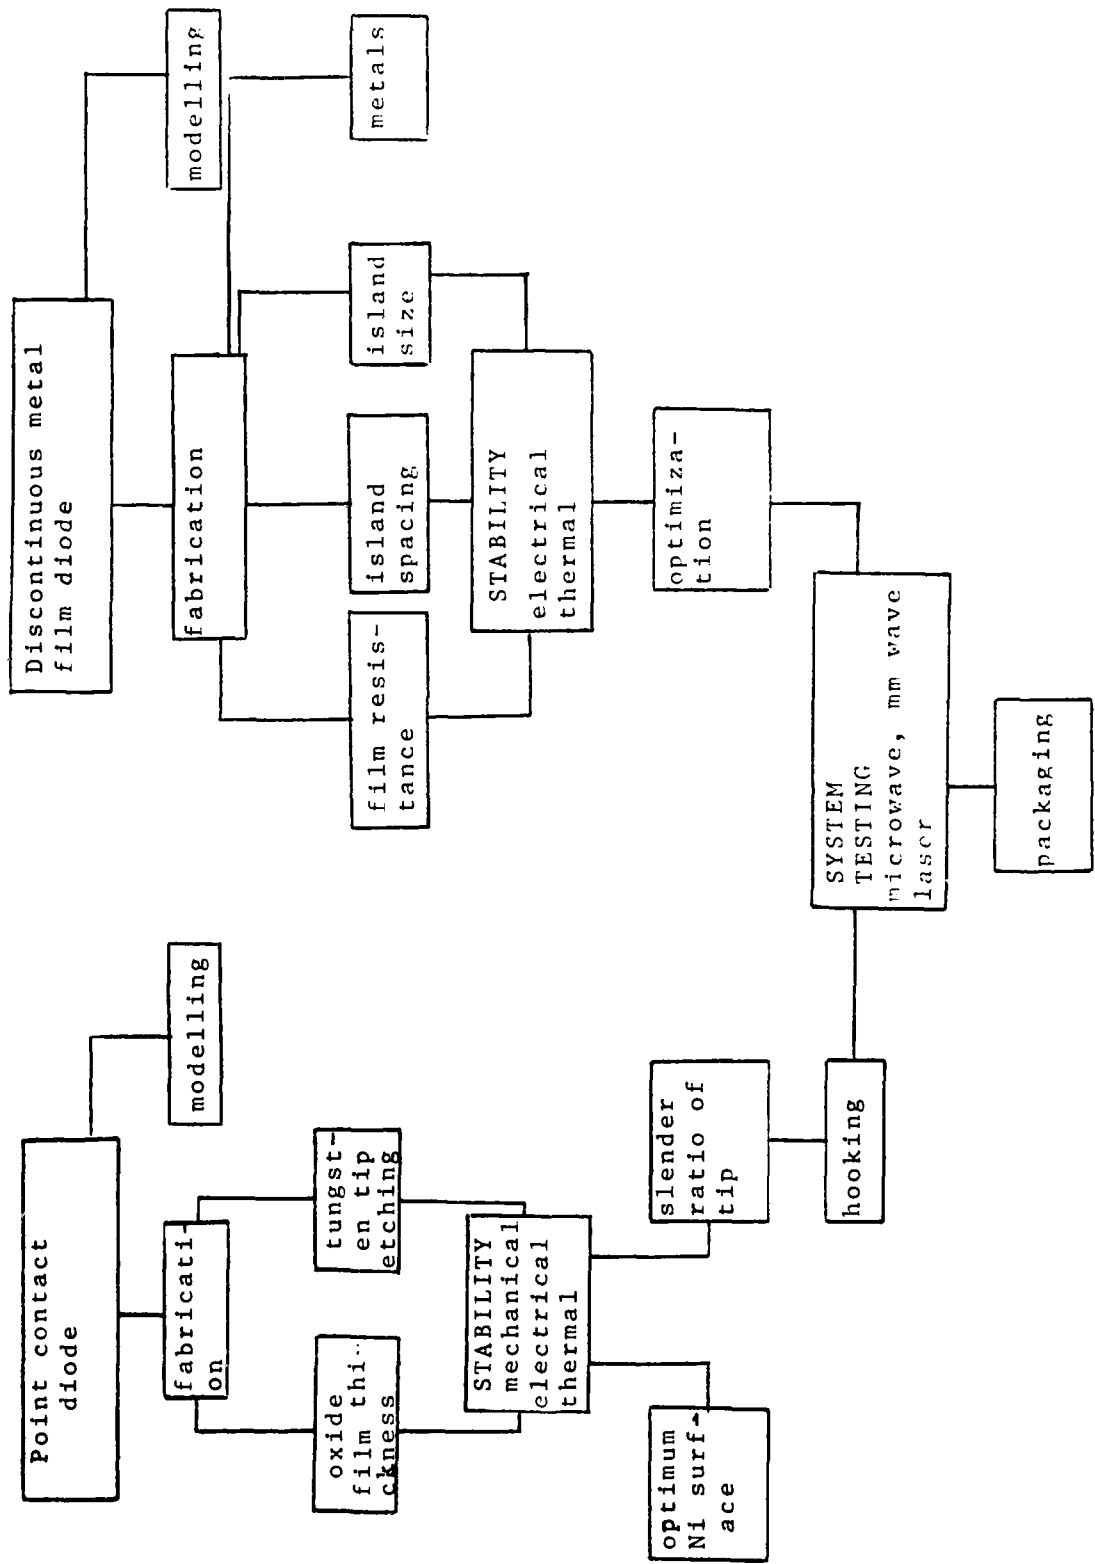 Point contact
diode
modelling
fabricati-
on
oxide
film thi-
ckness
tungst-
en tip
etching
STABILITY
mechanical
electrical
thermal
optimum
Ni surf-
ace
slender
ratio of
tip
hooking
Discontinuous metal
film diode
modelling
fabrication
film resis-
tance
island
spacing
island
size
metals
STABILITY
electrical
thermal
optimiza-
tion
SYSTEM
TESTING
microwave, mm wave
laser
packaging